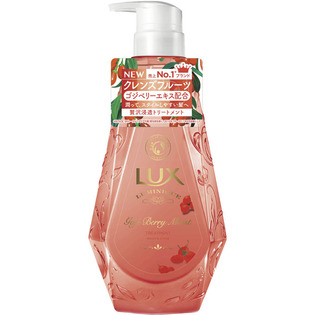 NEW 売上No.1ブランド
クレンズフルーツ
ゴジベリーエキス配合
潤って、スタイルしやすい髪へ
贅沢浸透トリートメント
LUX
LUMINIQUE
Goji Berry
TREATMENT